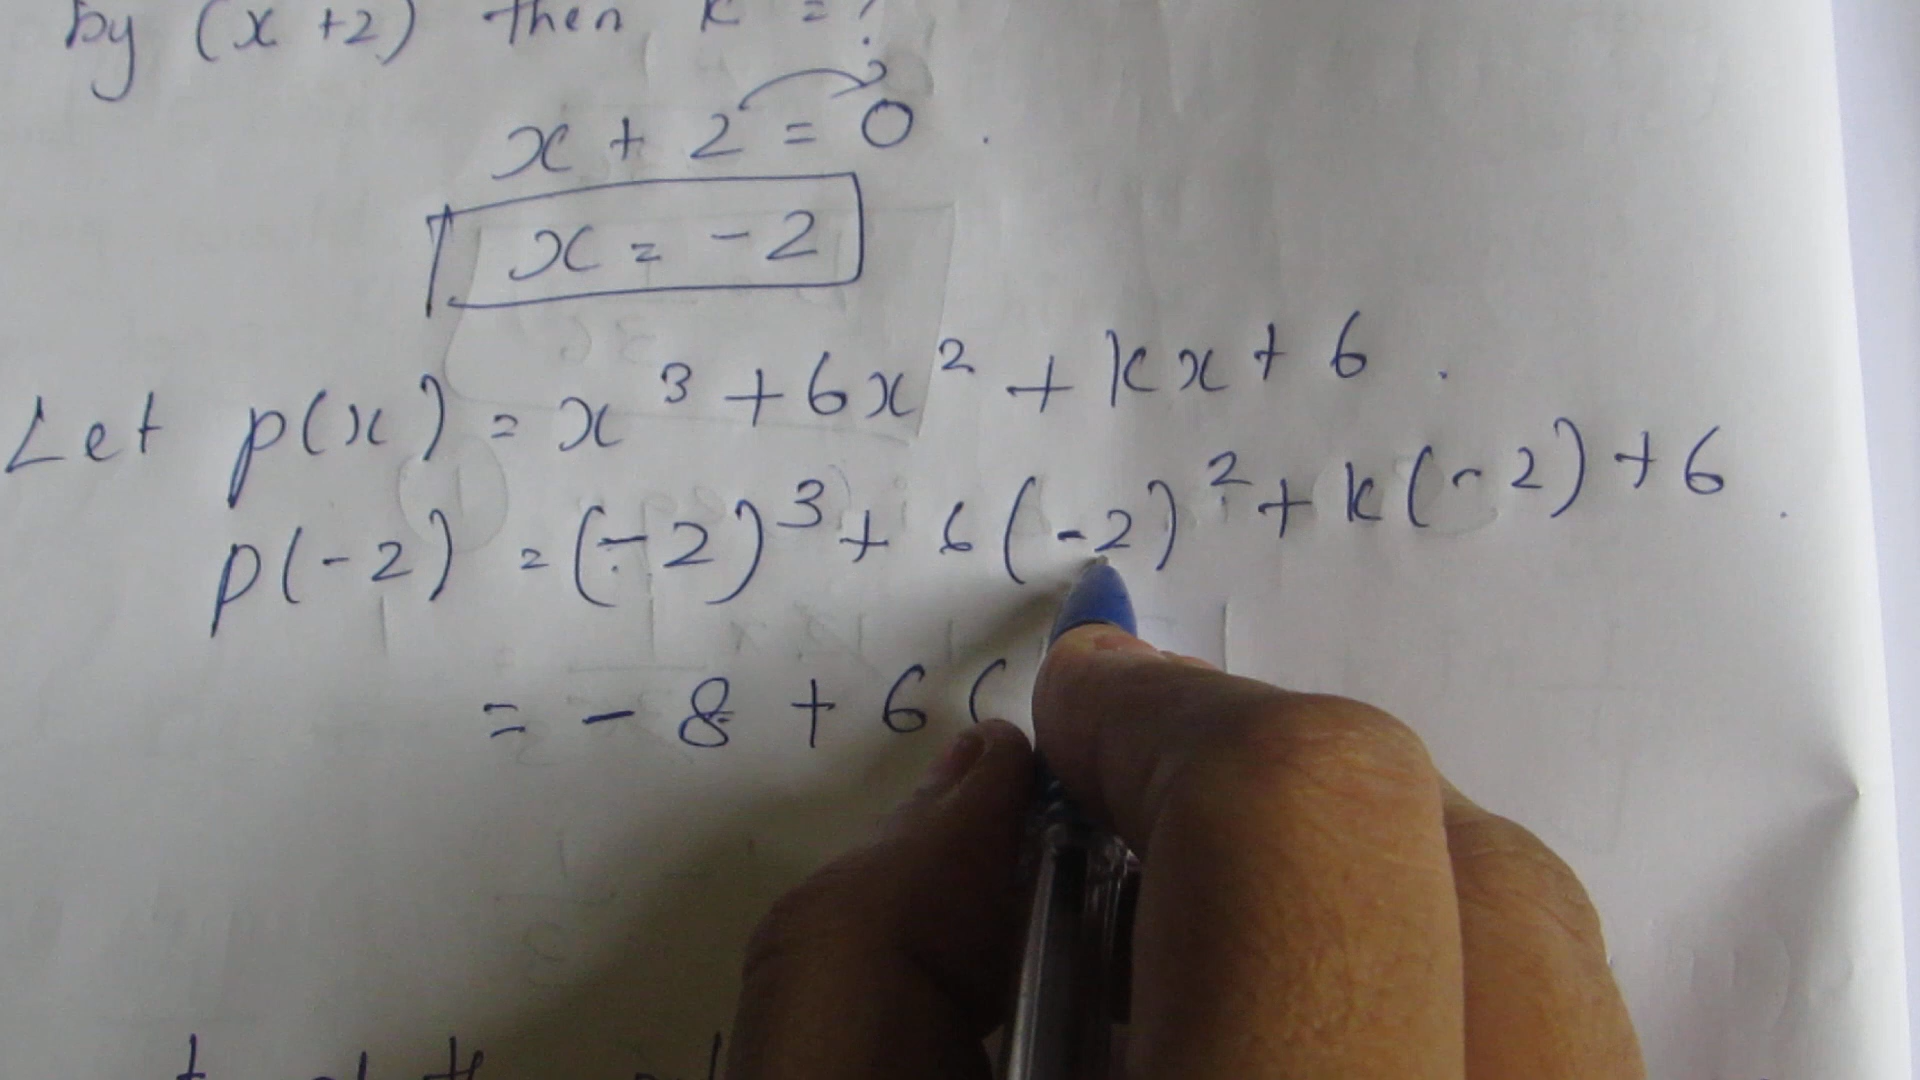 by (x +2) then k = ?
x + 2 = 0
x = -2
Let p(x) = x³ + 6x² + kx + 6
p(-2) = (-2)³ + 6(-2)² + k(-2) + 6
= - 8 + 6(